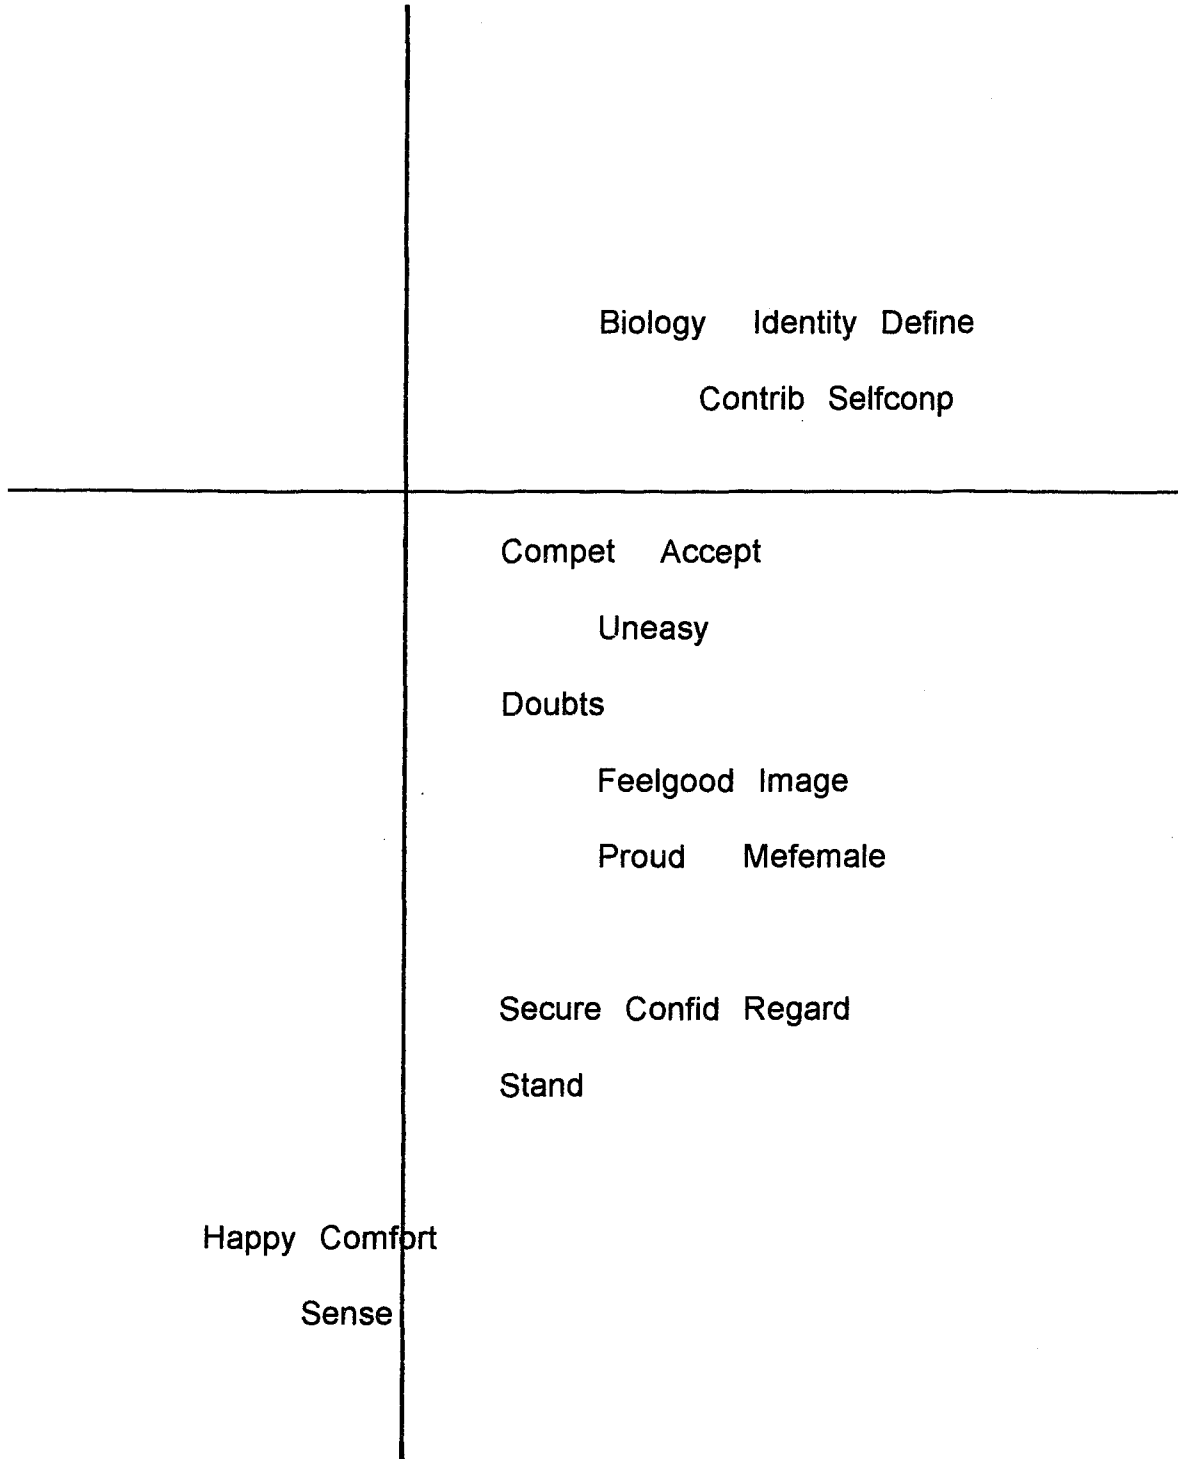 Biology Identity Define
Contrib Selfconp
Compet Accept
Uneasy
Doubts
Feelgood Image
Proud Mefemale
Secure Confid Regard
Stand
Happy Comfort
Sense